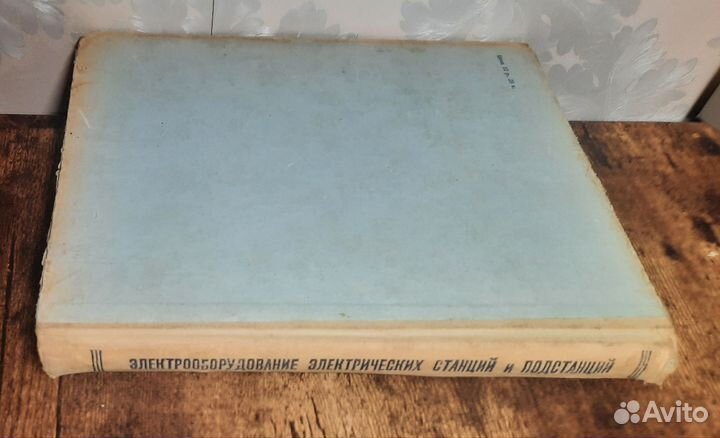 ЭЛЕКТРООБОРУДОВАНИЕ ЭЛЕКТРИЧЕСКИХ СТАНЦИЙ и ПОДСТАНЦИЙ
Avito